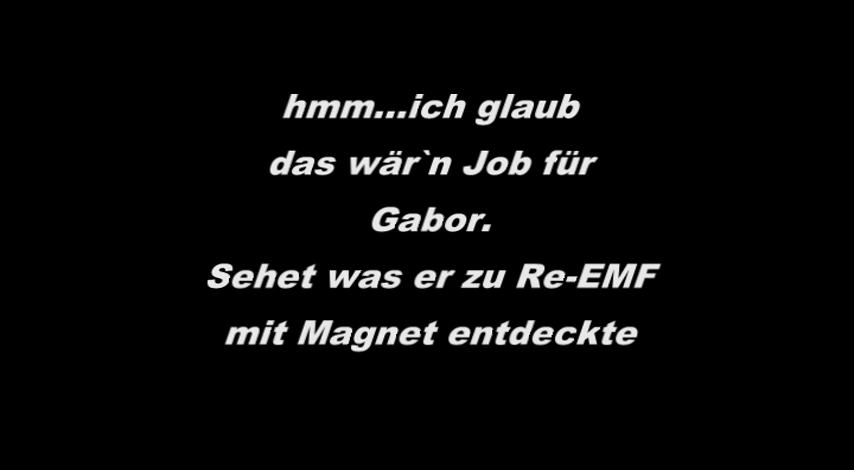 hmm...ich glaub
das wär`n Job für
Gabor.
Sehet was er zu Re-EMF
mit Magnet entdeckte